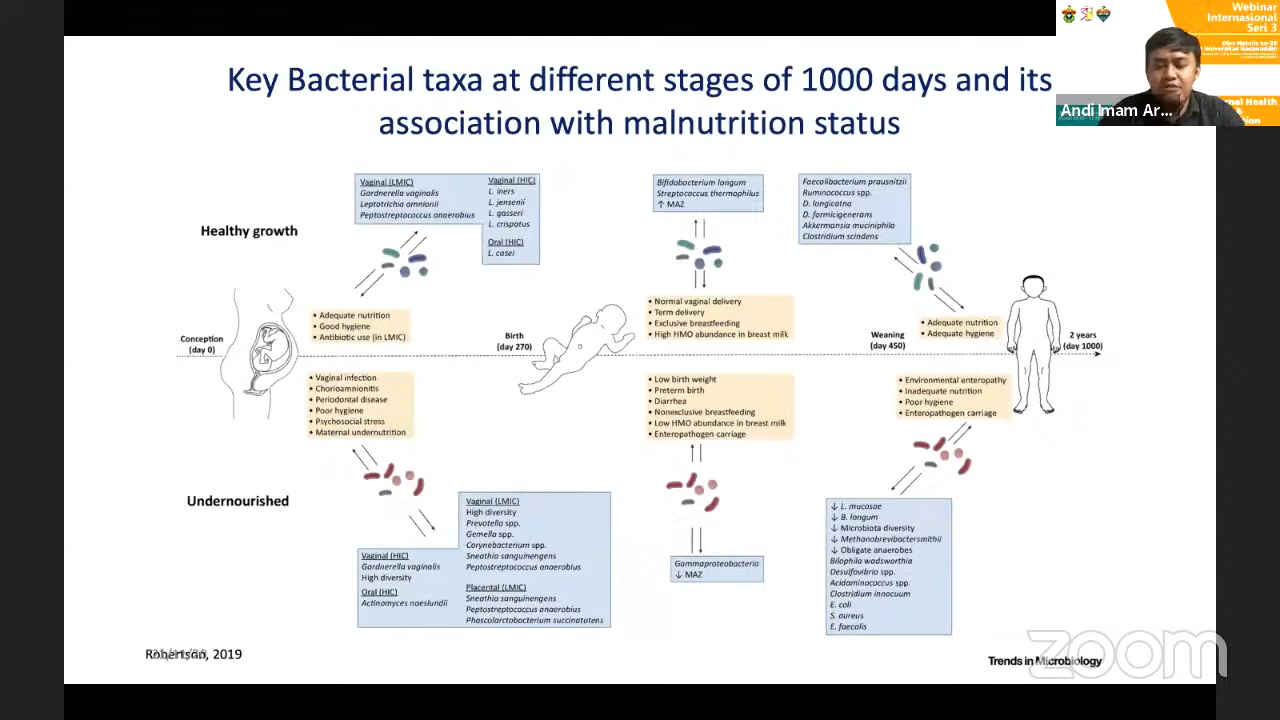 Key Bacterial taxa at different stages of 1000 days and its
association with malnutrition status
Webinar
Internasional
Seri 3
Andi Imam Ar...
Healthy growth
Vaginal (LMIC)
Gardnerella vaginalis
Leptotrichia amnionii
Peptostreptococus anaerobius
Vaginal (HIC)
L. iners
L. jensenii
L. gasseri
L. crispatus
Oral (HIC)
L. casei
Bifidobacterium longum
Streptococcus thermophilus
↑ MAZ
Faecalibacterium prausnitzii
Ruminococcus spp.
D. longicatna
D. formicigenerans
Akkermansia muciniphila
Clostridium scindens
• Adequate nutrition
• Good hygiene
• Antibiotic use (in LMIC)
• Normal vaginal delivery
• Term delivery
• Exclusive breastfeeding
• High HMO abundance in breast milk
• Adequate nutrition
• Adequate hygiene
Conception
(day 0)
Birth
(day 270)
Weaning
(day 450)
2 years
(day 1000)
• Vaginal infection
• Chorioamnionitis
• Periodontal disease
• Poor hygiene
• Psychosocial stress
• Maternal undernutrition
• Low birth weight
• Preterm birth
• Diarrhea
• Nonexclusive breastfeeding
• Low HMO abundance in breast milk
• Enteropathogen carriage
• Environmental enteropathy
• Inadequate nutrition
• Poor hygiene
• Enteropathogen carriage
Undernourished
Vaginal (HIC)
Gardnerella vaginalis
High diversity
Oral (HIC)
Actinomyces naeslundii
Vaginal (LMIC)
High diversity
Prevotella spp.
Gemella spp.
Corynebacterium spp.
Sneathia sanguinengens
Peptostreptococus anaerobius
Placental (LMIC)
Sneathia sanguinengens
Peptostreptococus anaerobius
Phascolarctobacterium succinatutens
Gammaproteobacteria
↓ MAZ
↓ L. mucosae
↓ B. longum
↓ Microbiota diversity
↓ Methanobrevibactersmithii
↓ Obligate anaerobes
Bilophila wadsworthia
Desulfovibrio spp.
Acidaminococcus spp.
Clostridium innocuum
E. coli
S. aureus
E. faecalis
Robertson, 2019
Trends in Microbiology
zoom